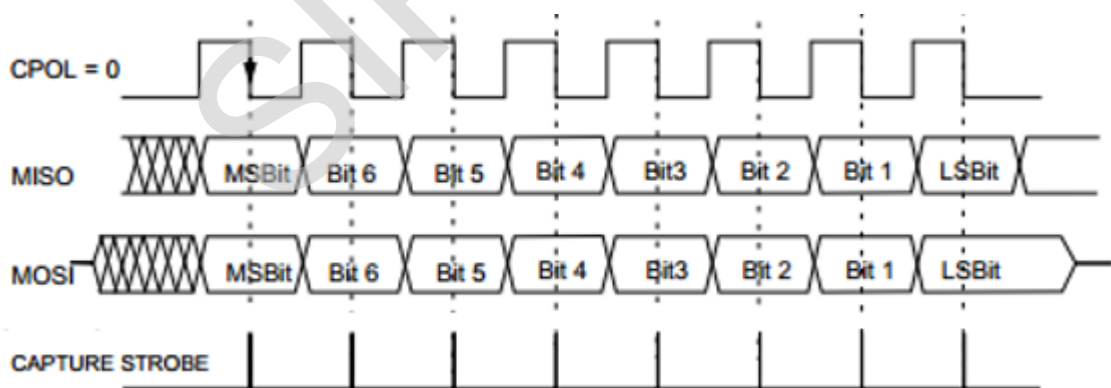 CPOL = 0
MISO MSBit Bit 6 Bit 5 Bit 4 Bit3 Bit 2 Bit 1 LSBit
MOSI MSBit Bit 6 Bit 5 Bit 4 Bit3 Bit 2 Bit 1 LSBit
CAPTURE STROBE